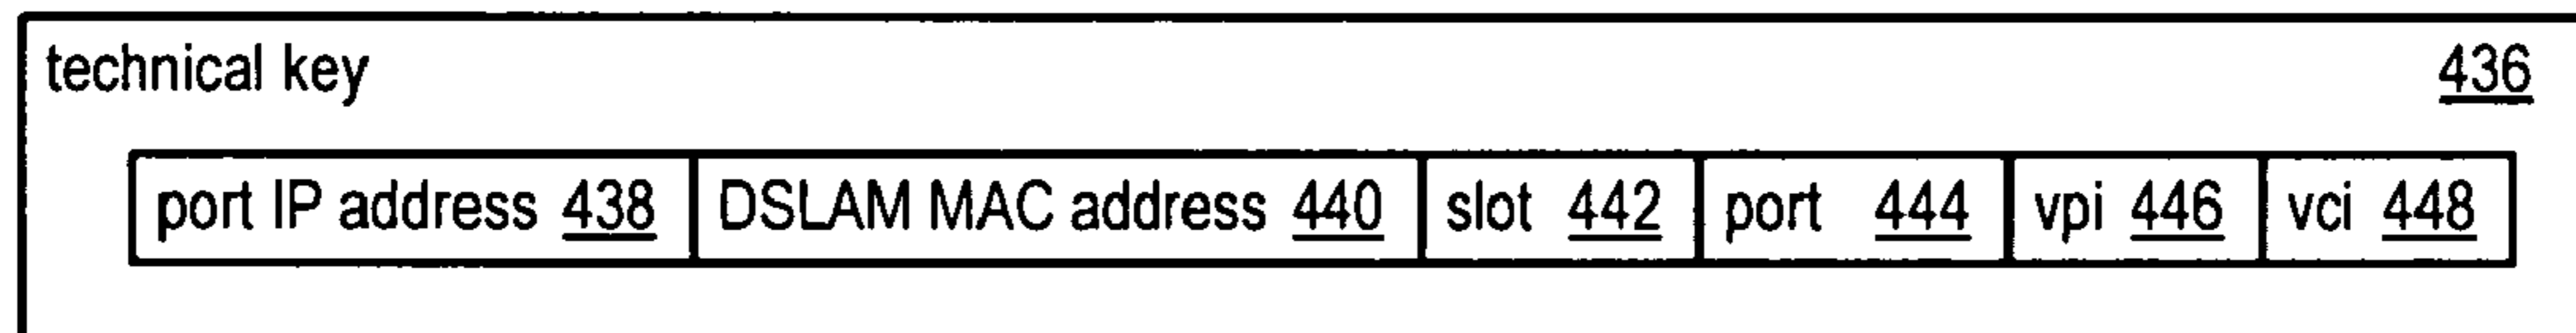 technical key 436
port IP address 438 DSLAM MAC address 440 slot 442 port 444 vpi 446 vci 448